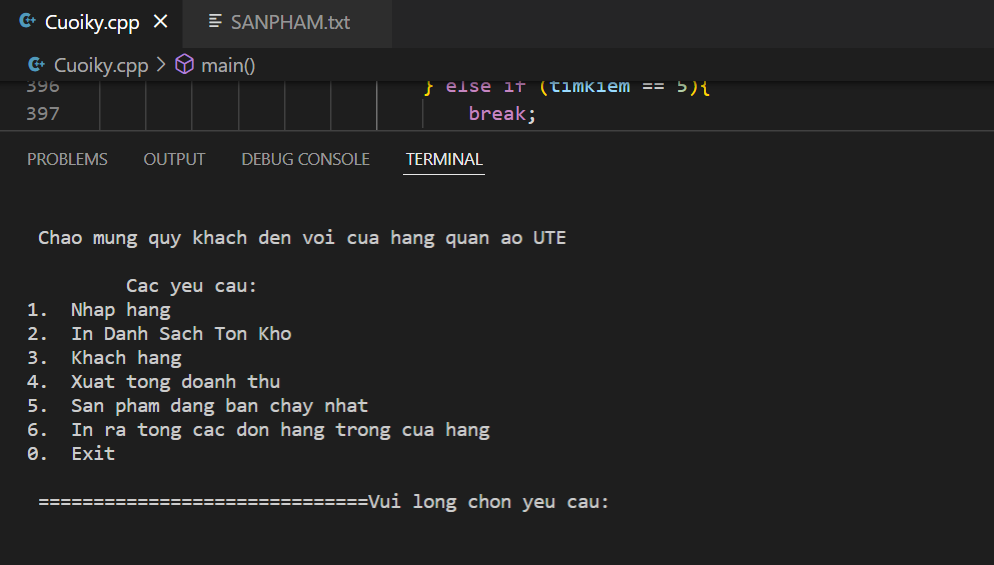 Cuoiky.cpp SANPHAM.txt
Cuoiky.cpp > main()
396 } else if (timkiem == 5){
397 break;
PROBLEMS OUTPUT DEBUG CONSOLE TERMINAL
Chao mung quy khach den voi cua hang quan ao UTE
Cac yeu cau:
1. Nhap hang
2. In Danh Sach Ton Kho
3. Khach hang
4. Xuat tong doanh thu
5. San pham dang ban chay nhat
6. In ra tong cac don hang trong cua hang
0. Exit
==============================Vui long chon yeu cau: